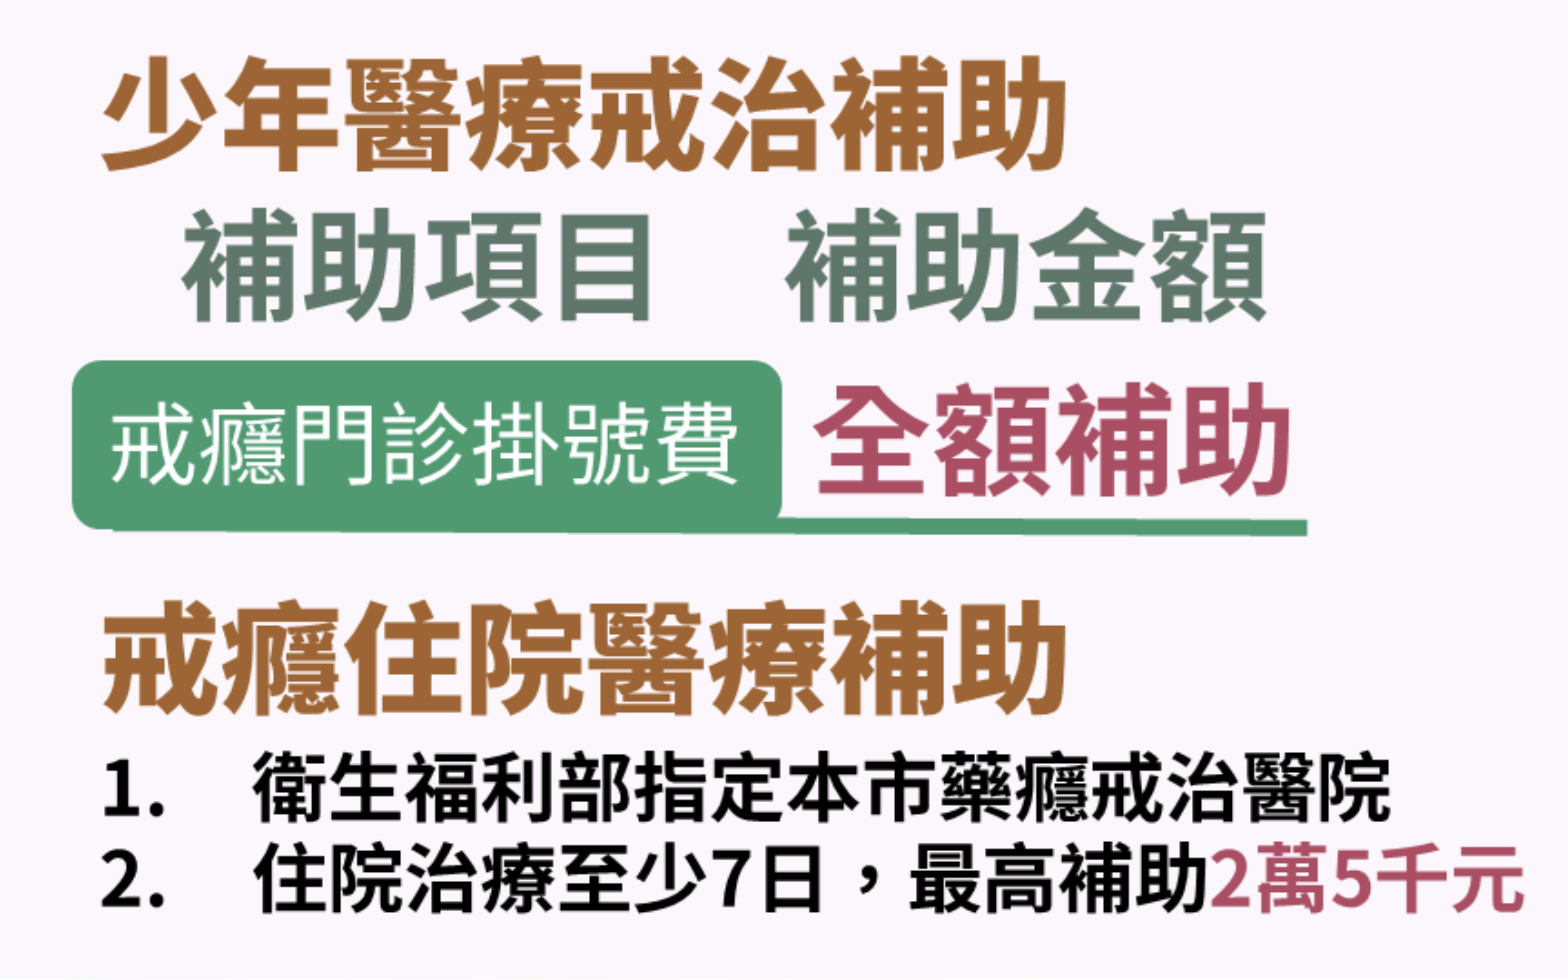 少年醫療戒治補助
補助項目 補助金額
戒癮門診掛號費 全額補助
戒癮住院醫療補助
1. 衛生福利部指定本市藥癮戒治醫院
2. 住院治療至少7日，最高補助2萬5千元